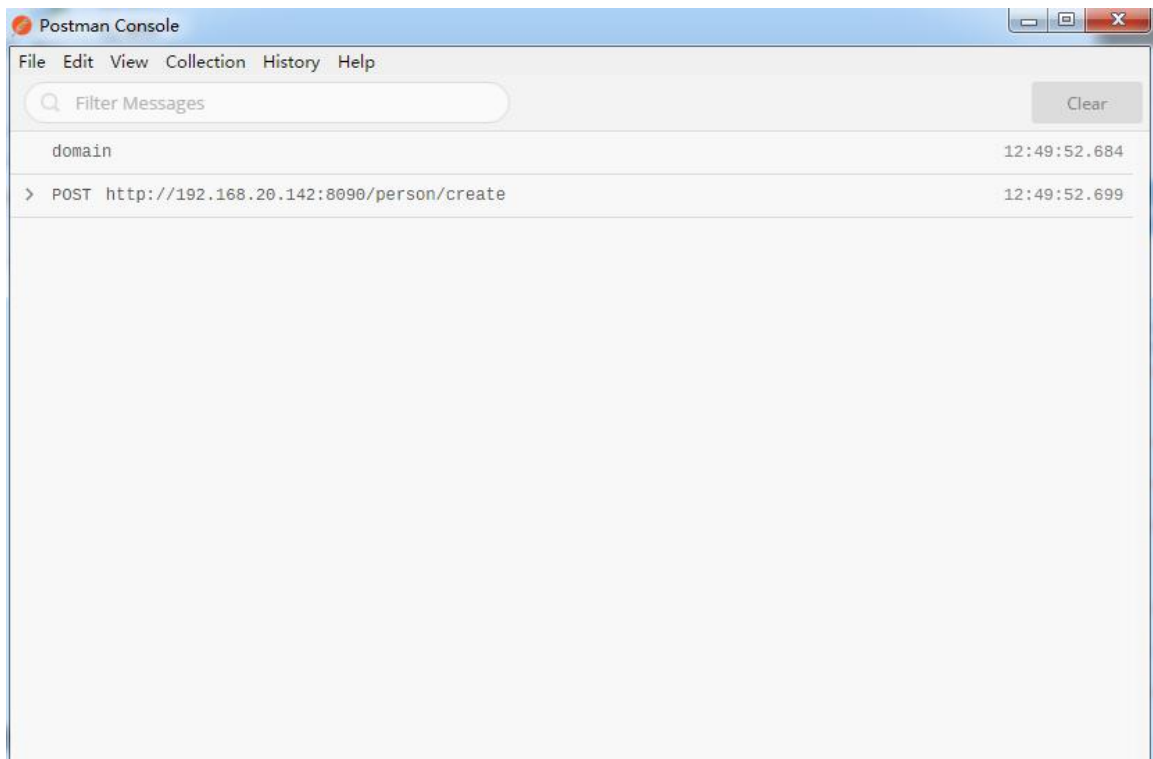 Postman Console
File Edit View Collection History Help
Filter Messages Clear
domain 12:49:52.684
> POST http://192.168.20.142:8090/person/create 12:49:52.699